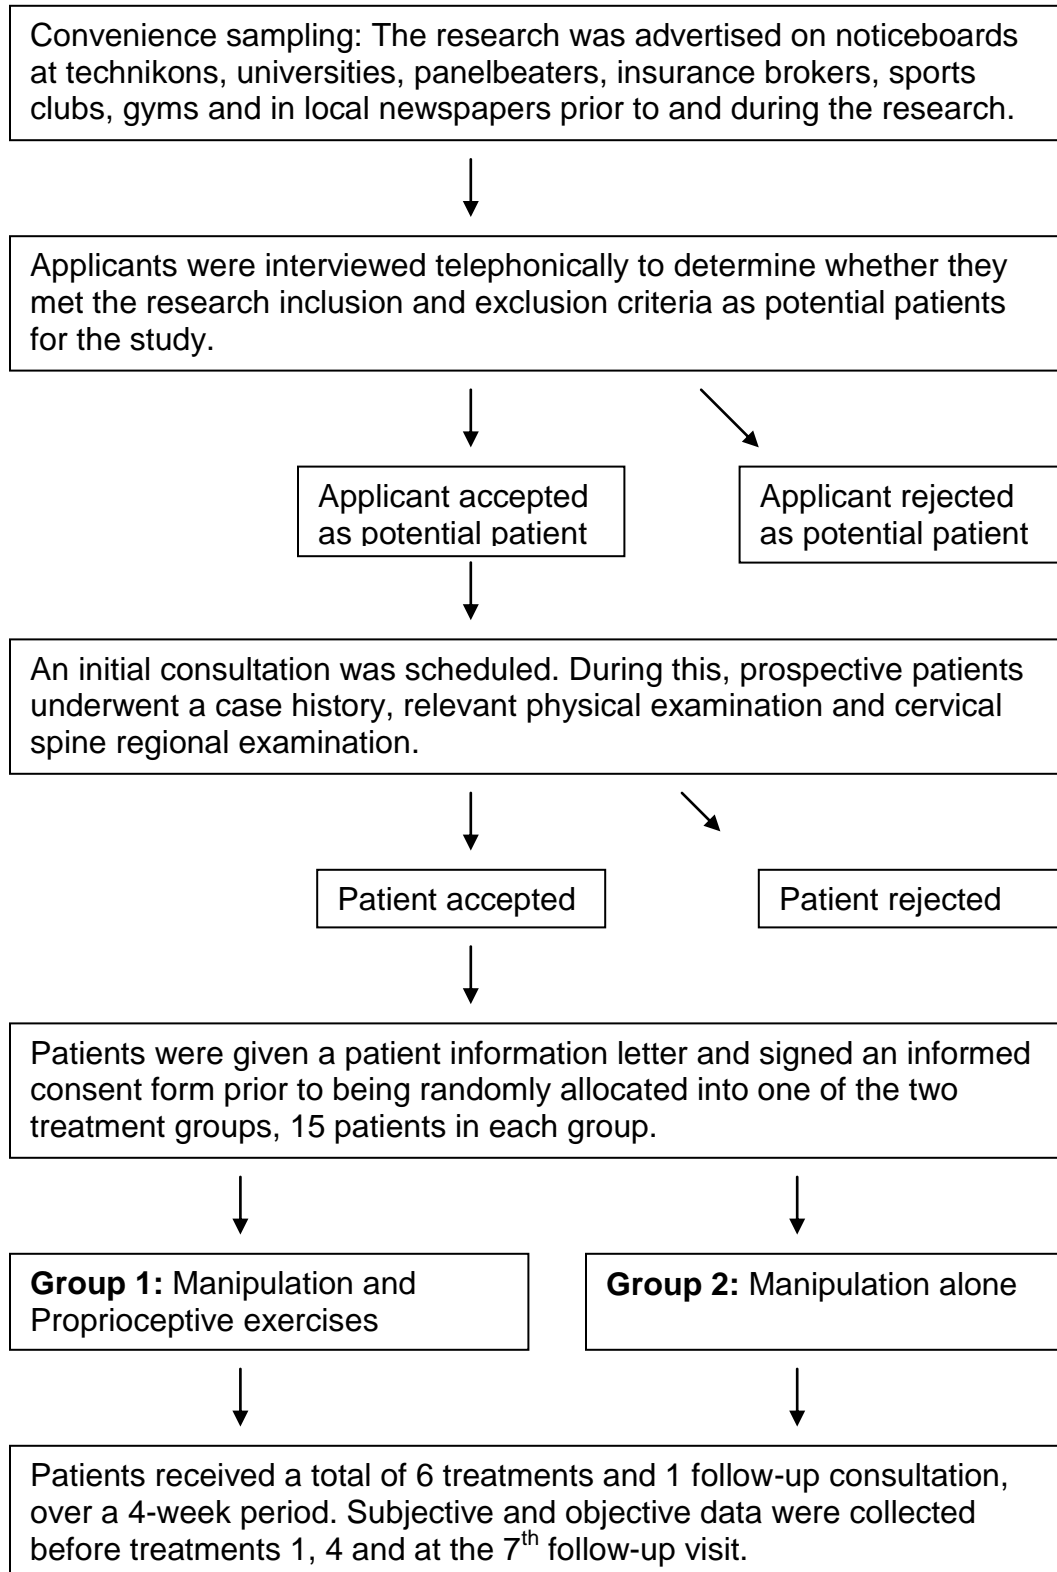 Convenience sampling: The research was advertised on noticeboards
at technikons, universities, panelbeaters, insurance brokers, sports
clubs, gyms and in local newspapers prior to and during the research.
Applicants were interviewed telephonically to determine whether they
met the research inclusion and exclusion criteria as potential patients
for the study.
Applicant accepted
as potential patient
Applicant rejected
as potential patient
An initial consultation was scheduled. During this, prospective patients
underwent a case history, relevant physical examination and cervical
spine regional examination.
Patient accepted
Patient rejected
Patients were given a patient information letter and signed an informed
consent form prior to being randomly allocated into one of the two
treatment groups, 15 patients in each group.
Group 1: Manipulation and
Proprioceptive exercises
Group 2: Manipulation alone
Patients received a total of 6 treatments and 1 follow-up consultation,
over a 4-week period. Subjective and objective data were collected
before treatments 1, 4 and at the 7th follow-up visit.